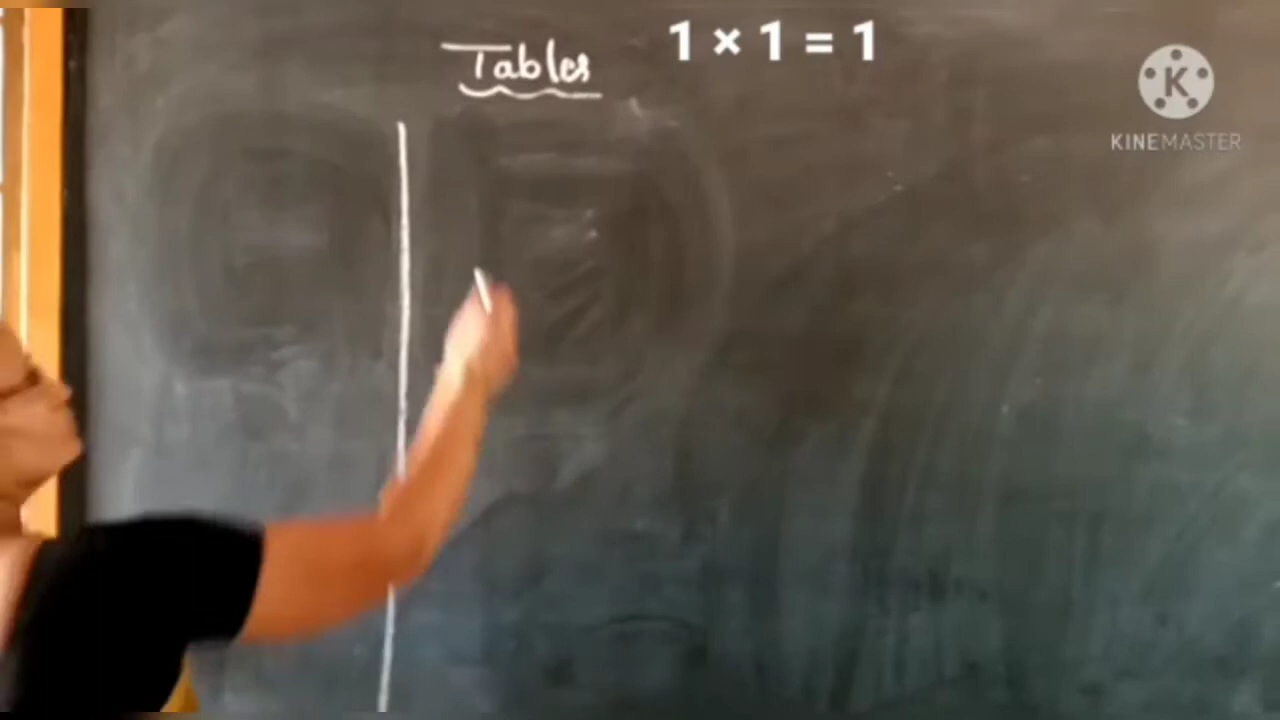 Tables
1 × 1 = 1
K
KINEMASTER